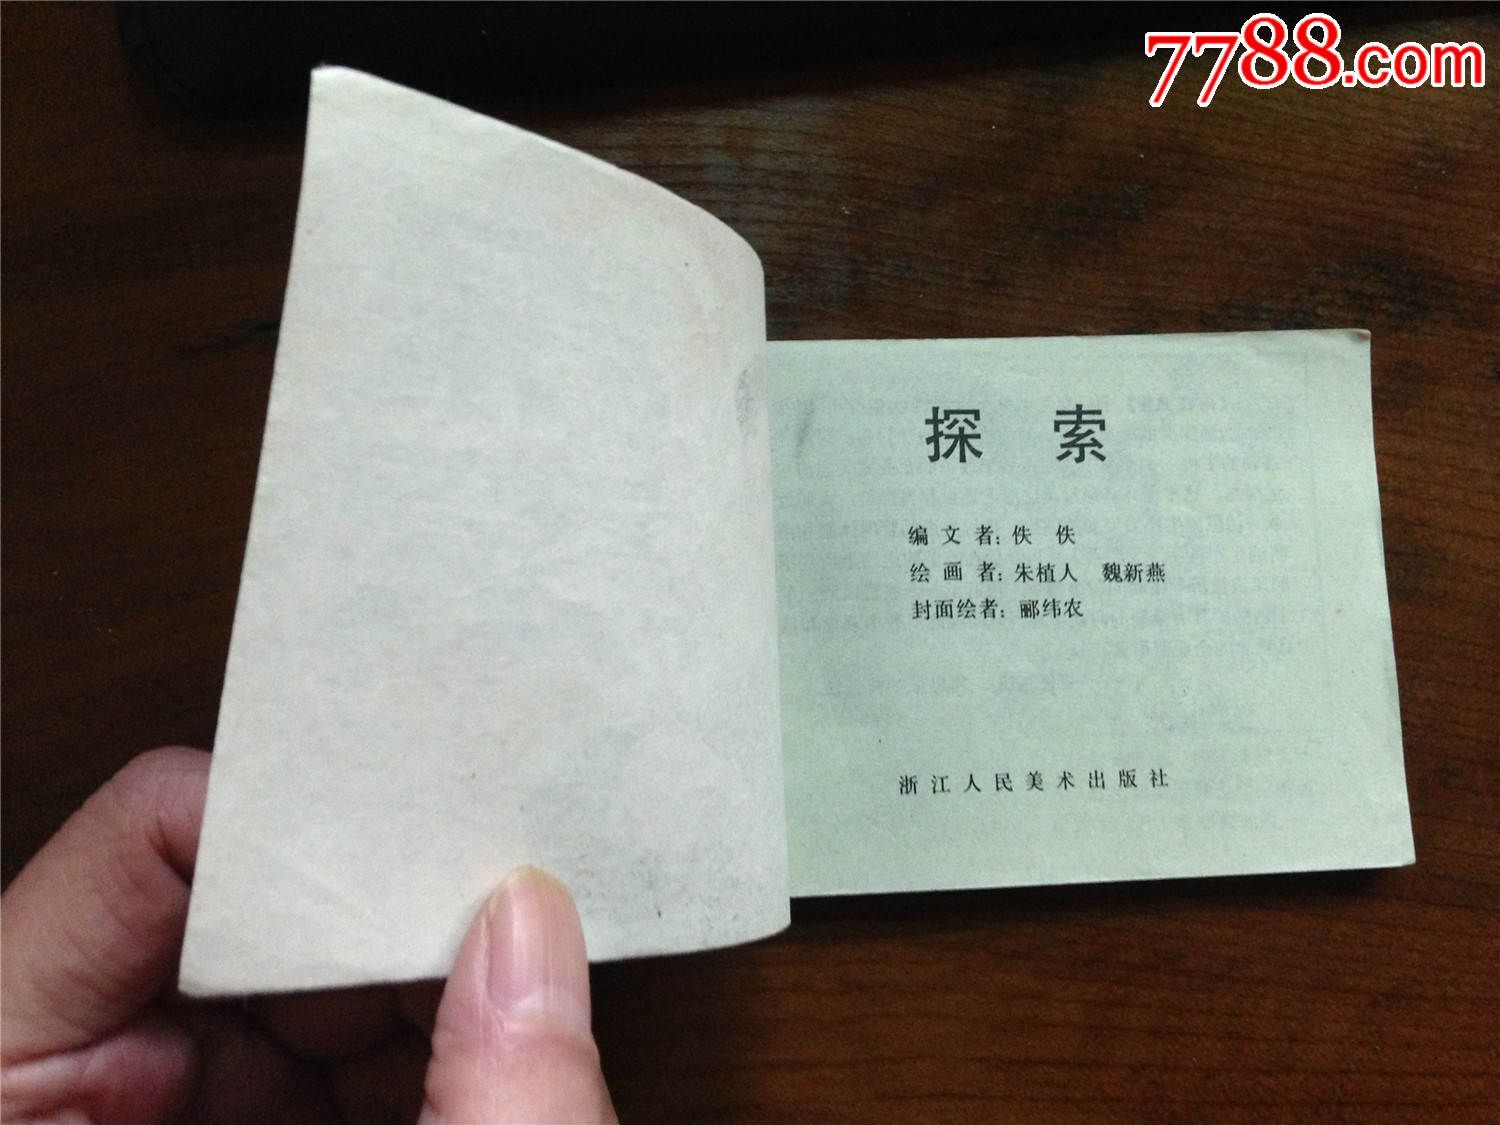 7788.com
探 索
编 文 者：佚 佚
绘 画 者：朱植人 魏新燕
封面绘者：郦纬农
浙江人民美术出版社